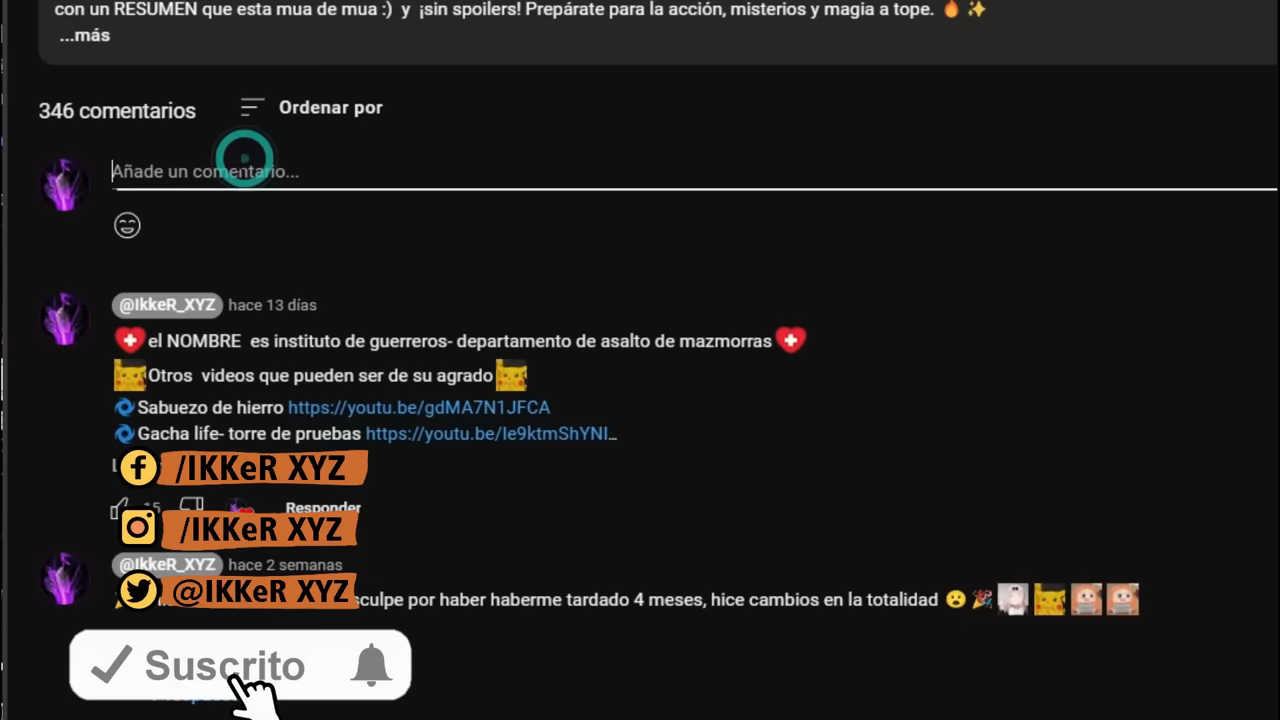 con un RESUMEN que esta mua de mua :) y ¡sin spoilers! Prepárate para la acción, misterios y magia a tope. 🔥 ✨
...más
346 comentarios
Ordenar por
Añade un comentario...
@IkkeR_XYZ hace 13 días
el NOMBRE es instituto de guerreros- departamento de asalto de mazmorras
Otros videos que pueden ser de su agrado
Sabuezo de hierro https://youtu.be/gdMA7N1JFCA
Gacha life- torre de pruebas https://youtu.be/Ie9ktmShYNI...
/IKKeR XYZ
15 Responder
/IKKeR XYZ
@IkkeR_XYZ hace 2 semanas
@IKKeR XYZ
por haber haberme tardado 4 meses, hice cambios en la totalidad 😮 🎉
Suscrito